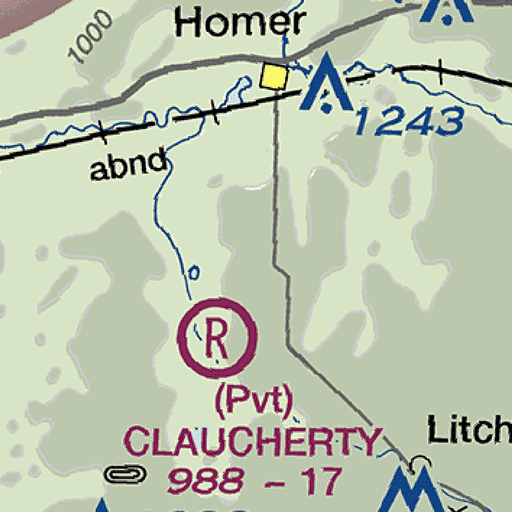 Homer
1000
1243
abnd
R
(Pvt)
CLAUCHERTY
988 - 17
Litch